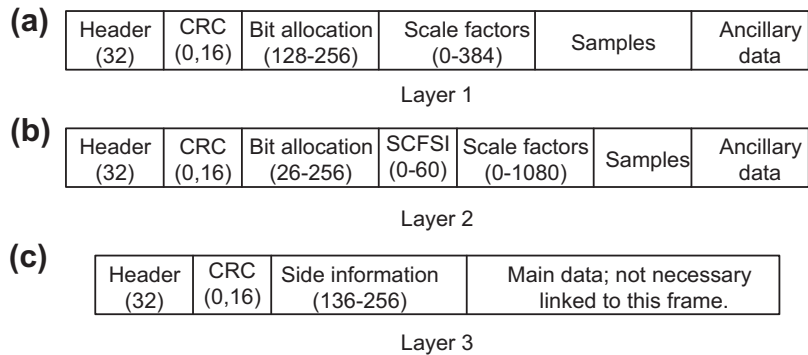 (a)
Header
(32)
CRC
(0,16)
Bit allocation
(128-256)
Scale factors
(0-384)
Samples
Ancillary
data
Layer 1
(b)
Header
(32)
CRC
(0,16)
Bit allocation
(26-256)
SCFSI
(0-60)
Scale factors
(0-1080)
Samples
Ancillary
data
Layer 2
(c)
Header
(32)
CRC
(0,16)
Side information
(136-256)
Main data; not necessary
linked to this frame.
Layer 3